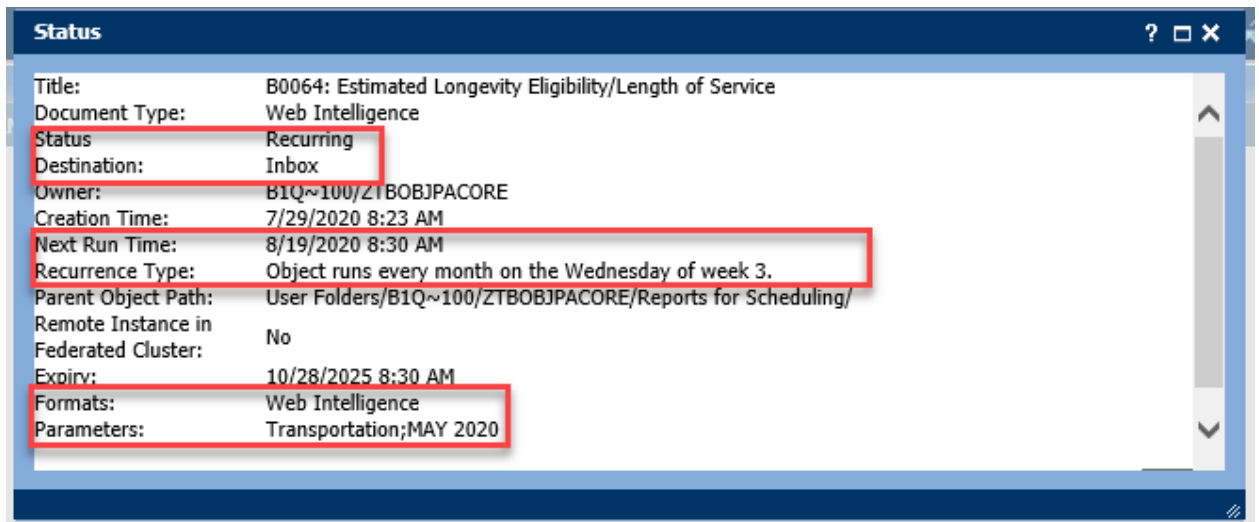 Status ?
Title: B0064: Estimated Longevity Eligibility/Length of Service
Document Type: Web Intelligence
Status Recurring
Destination: Inbox
Owner: B1Q~100/ZTBOBJPACORE
Creation Time: 7/29/2020 8:23 AM
Next Run Time: 8/19/2020 8:30 AM
Recurrence Type: Object runs every month on the Wednesday of week 3.
Parent Object Path: User Folders/B1Q~100/ZTBOBJPACORE/Reports for Scheduling/
Remote Instance in
Federated Cluster: No
Expiry: 10/28/2025 8:30 AM
Formats: Web Intelligence
Parameters: Transportation;MAY 2020